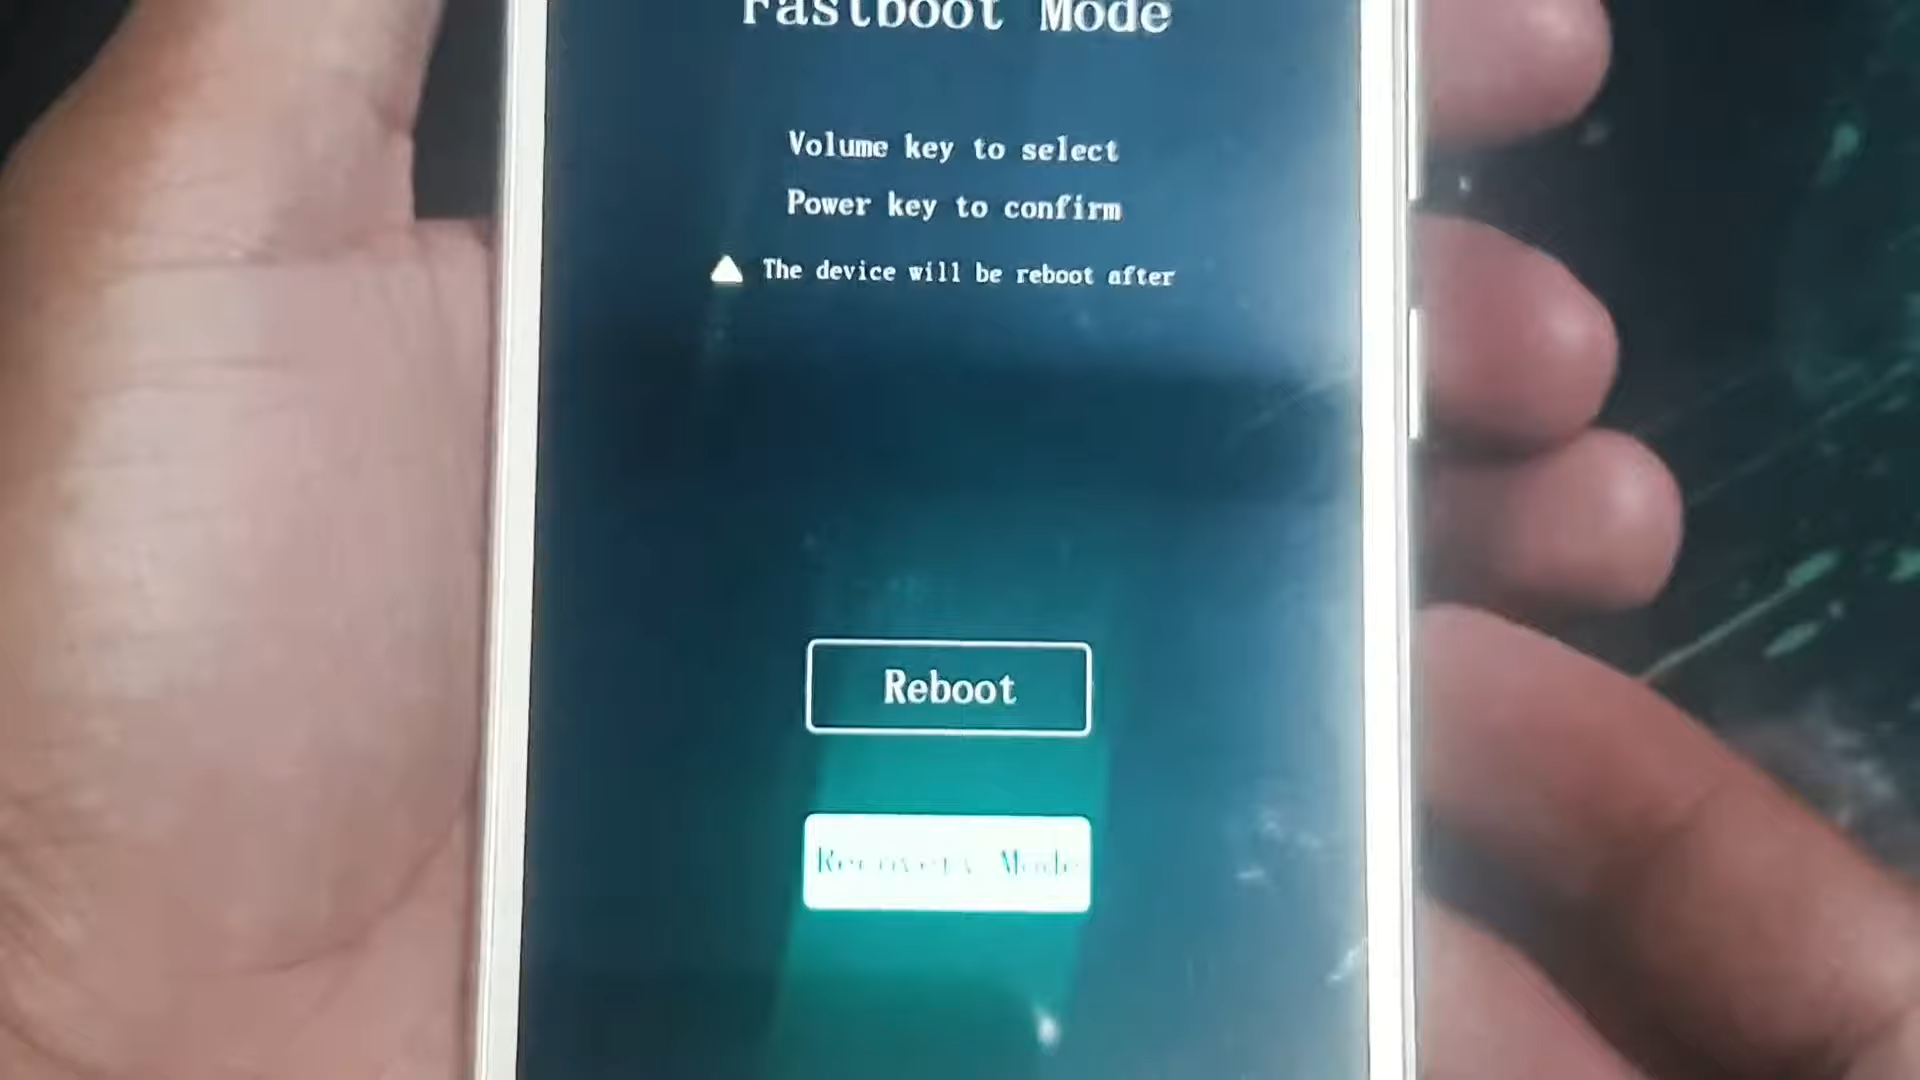 Fastboot Mode
Volume key to select
Power key to confirm
The device will be reboot after
Reboot
Recovery Mode